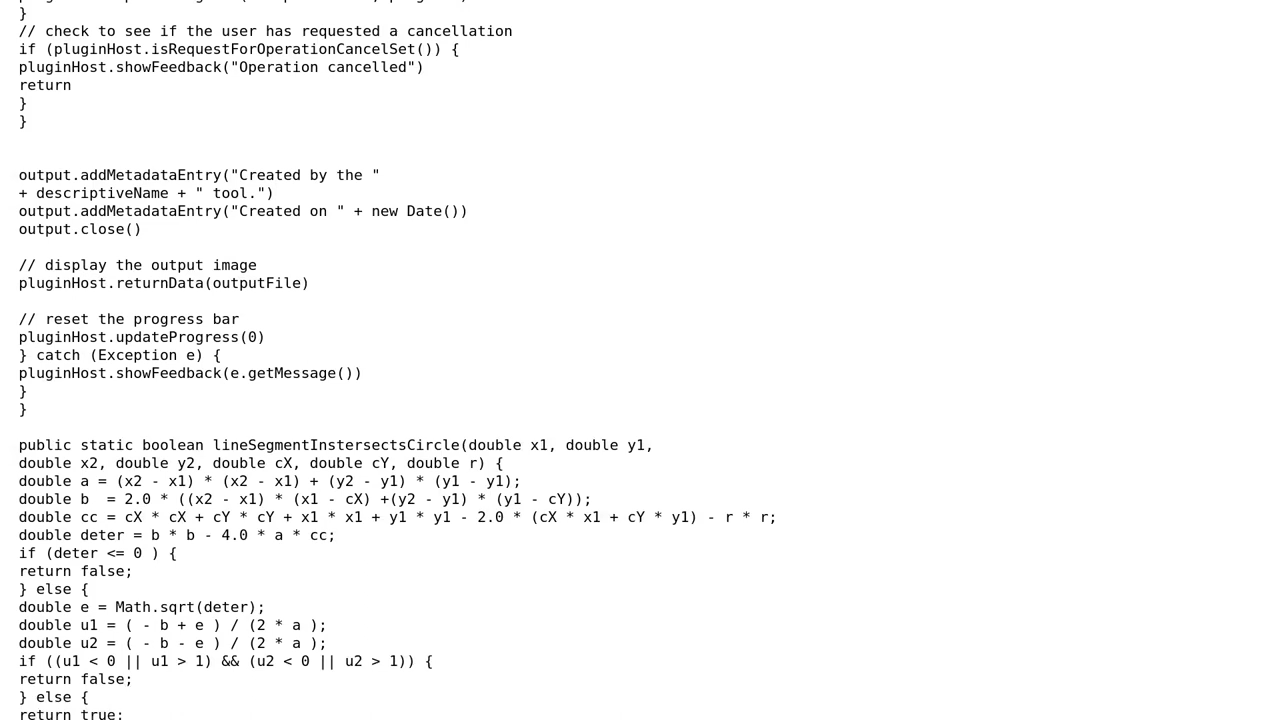 }
// check to see if the user has requested a cancellation
if (pluginHost.isRequestForOperationCancelSet()) {
pluginHost.showFeedback("Operation cancelled")
return
}
}
output.addMetadataEntry("Created by the "
+ descriptiveName + " tool.")
output.addMetadataEntry("Created on " + new Date())
output.close()
// display the output image
pluginHost.returnData(outputFile)
// reset the progress bar
pluginHost.updateProgress(0)
} catch (Exception e) {
pluginHost.showFeedback(e.getMessage())
}
}
public static boolean lineSegmentInstersectsCircle(double x1, double y1,
double x2, double y2, double cX, double cY, double r) {
double a = (x2 - x1) * (x2 - x1) + (y2 - y1) * (y1 - y1);
double b  = 2.0 * ((x2 - x1) * (x1 - cX) +(y2 - y1) * (y1 - cY));
double cc = cX * cX + cY * cY + x1 * x1 + y1 * y1 - 2.0 * (cX * x1 + cY * y1) - r * r;
double deter = b * b - 4.0 * a * cc;
if (deter <= 0 ) {
return false;
} else {
double e = Math.sqrt(deter);
double u1 = ( - b + e ) / (2 * a );
double u2 = ( - b - e ) / (2 * a );
if ((u1 < 0 || u1 > 1) && (u2 < 0 || u2 > 1)) {
return false;
} else {
return true;